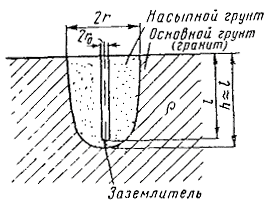 2r
2r₀
Насыпной грунт
Основной грунт
(гранит)
ρ
l
h≈l
Заземлитель